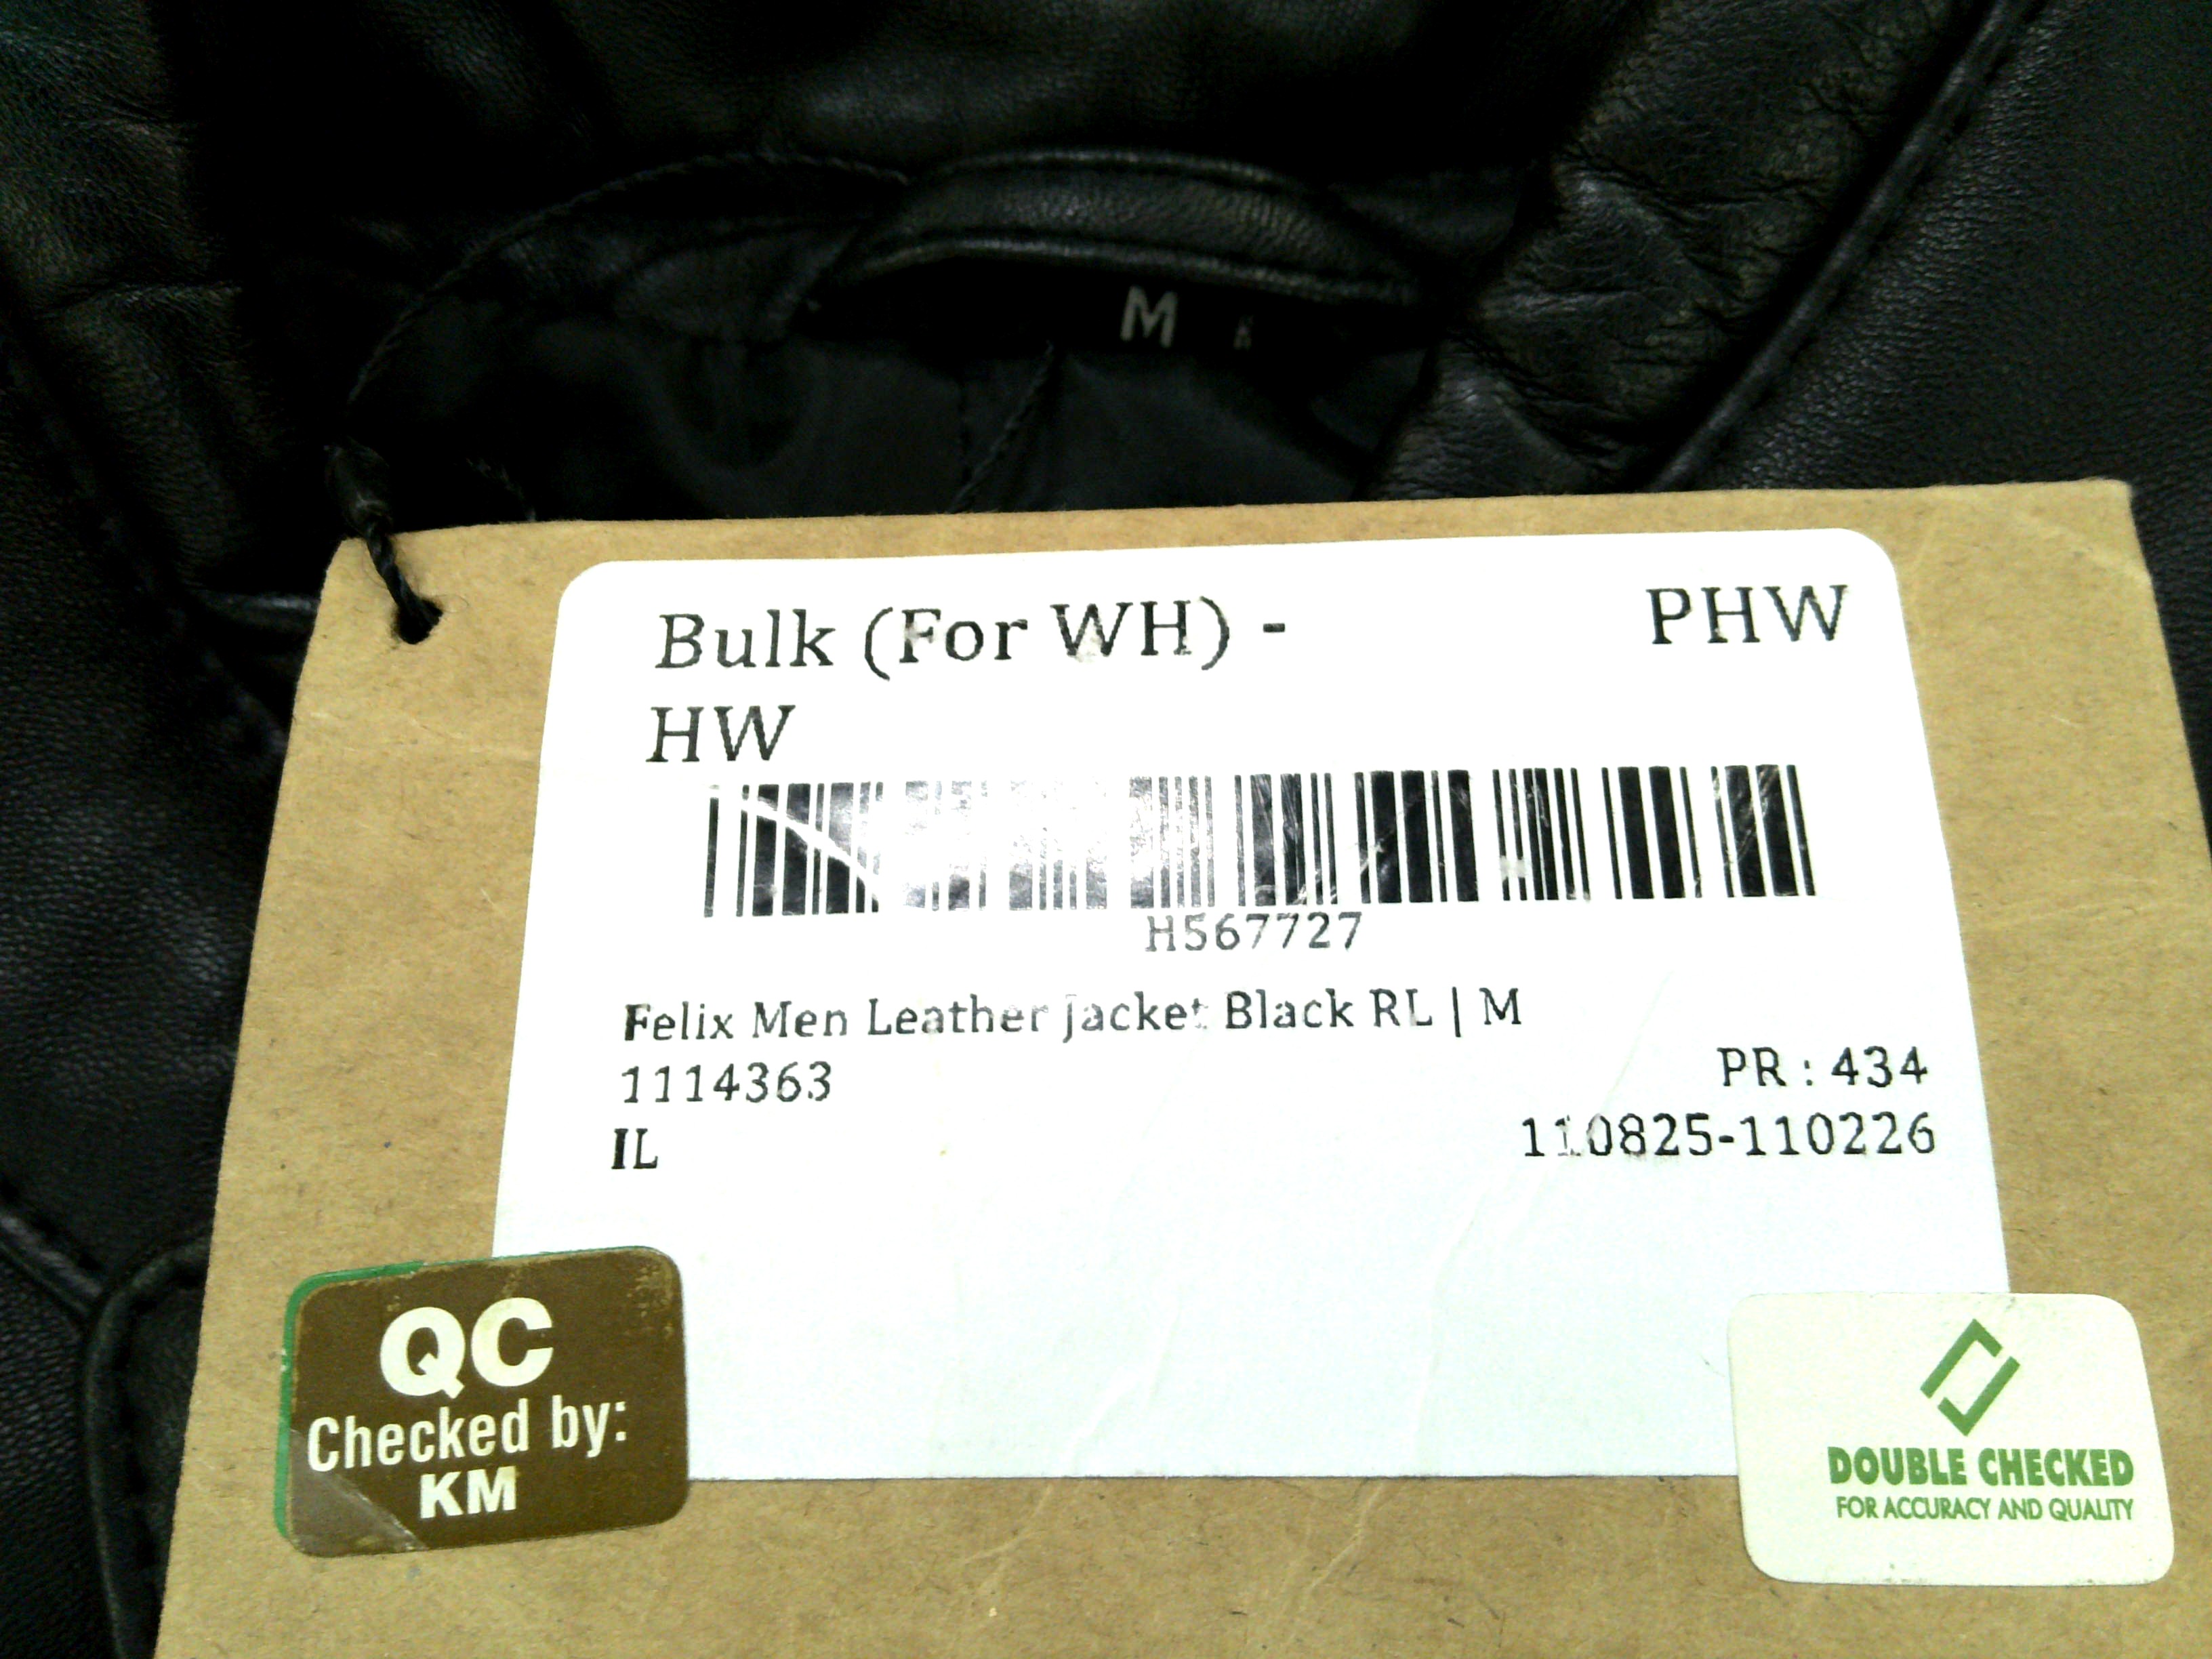 M
Bulk (For WH) - PHW
HW
H567727
Felix Men Leather Jacket Black RL | M
1114363 PR : 434
IL 110825-110226
QC
Checked by:
KM
DOUBLE CHECKED
FOR ACCURACY AND QUALITY